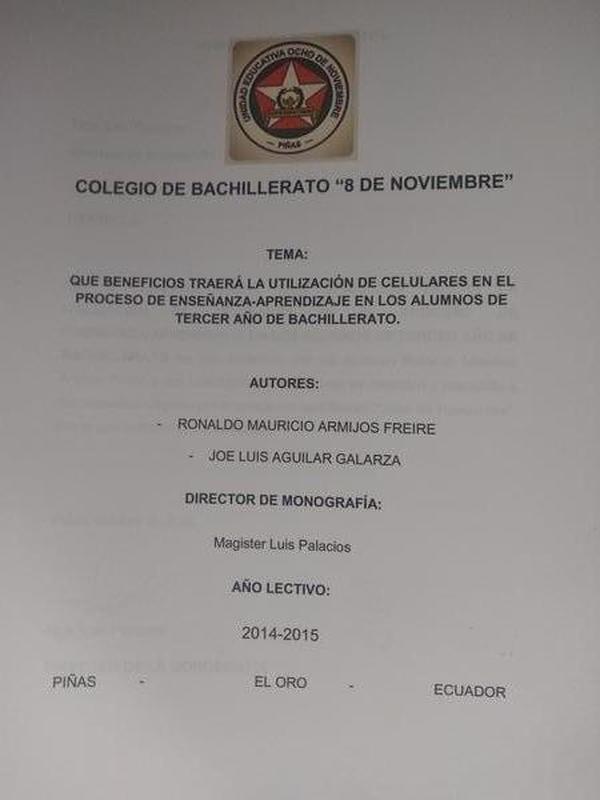 UNIDAD EDUCATIVA OCHO DE NOVIEMBRE
— PIÑAS —
COLEGIO DE BACHILLERATO “8 DE NOVIEMBRE”
TEMA:
QUE BENEFICIOS TRAERÁ LA UTILIZACIÓN DE CELULARES EN EL
PROCESO DE ENSEÑANZA-APRENDIZAJE EN LOS ALUMNOS DE
TERCER AÑO DE BACHILLERATO.
AUTORES:
- RONALDO MAURICIO ARMIJOS FREIRE
- JOE LUIS AGUILAR GALARZA
DIRECTOR DE MONOGRAFÍA:
Magister Luis Palacios
AÑO LECTIVO:
2014-2015
PIÑAS - EL ORO - ECUADOR